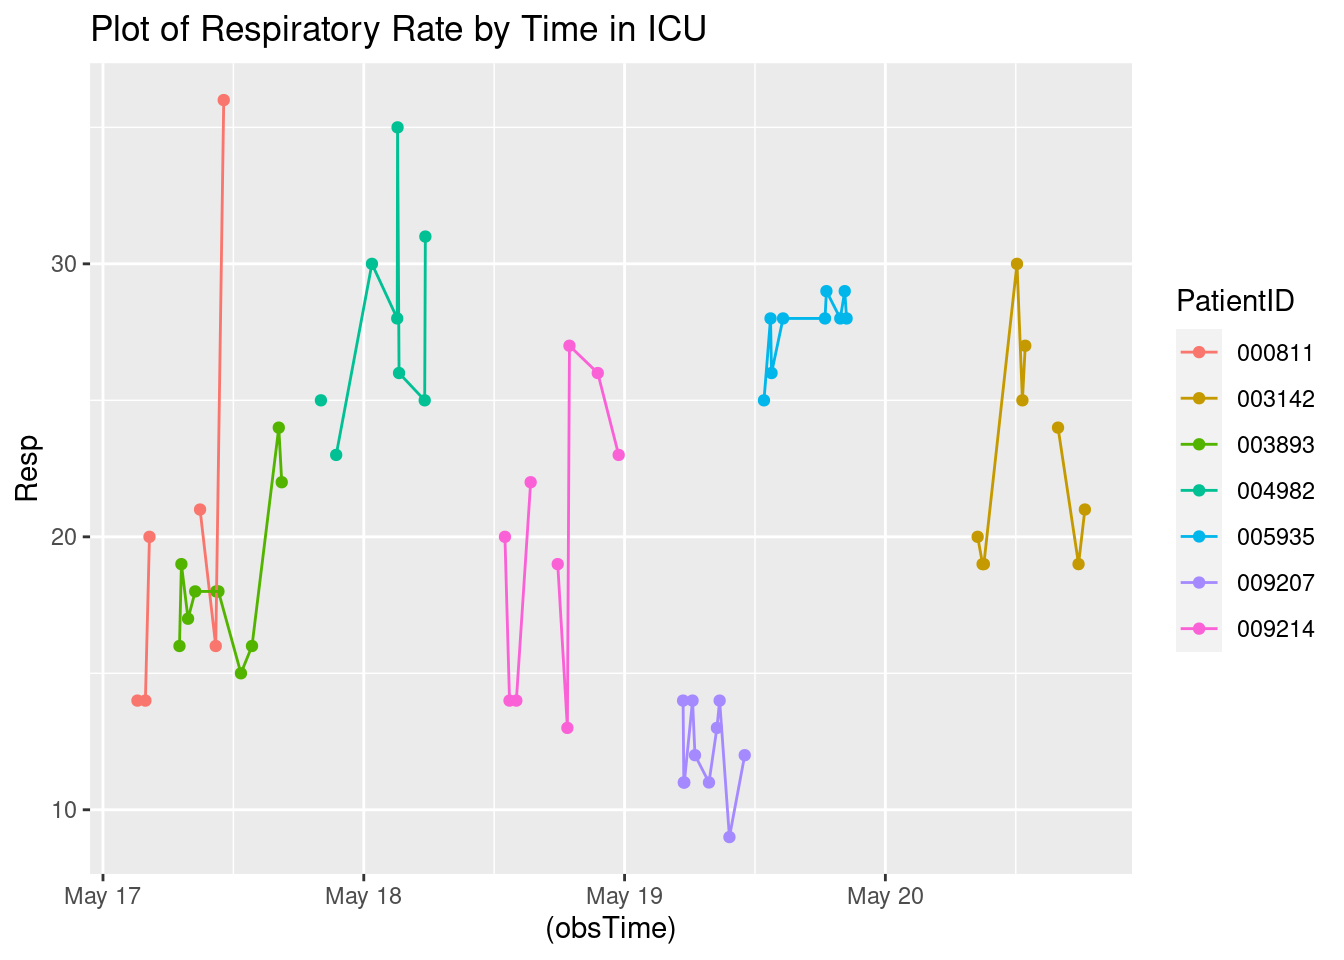 Plot of Respiratory Rate by Time in ICU
Resp
30
20
10
May 17
May 18
May 19
May 20
(obsTime)
PatientID
000811
003142
003893
004982
005935
009207
009214